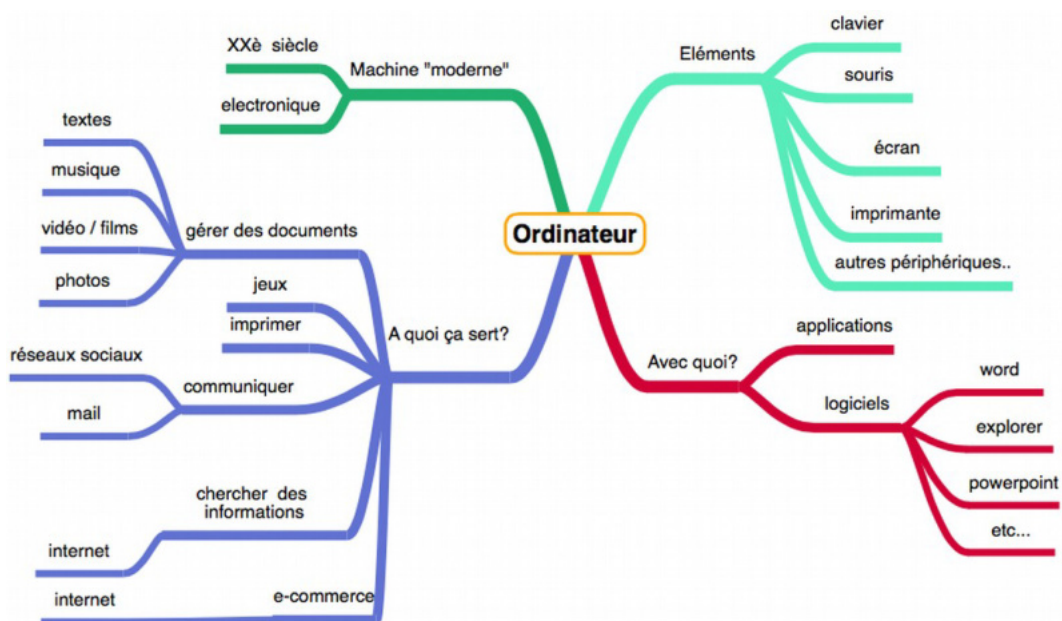 Ordinateur
Machine "moderne"
XXè siècle
electronique
Eléments
clavier
souris
écran
imprimante
autres périphériques..
Avec quoi?
applications
logiciels
word
explorer
powerpoint
etc...
A quoi ça sert?
gérer des documents
textes
musique
vidéo / films
photos
jeux
imprimer
communiquer
réseaux sociaux
mail
chercher des
informations
internet
e-commerce
internet